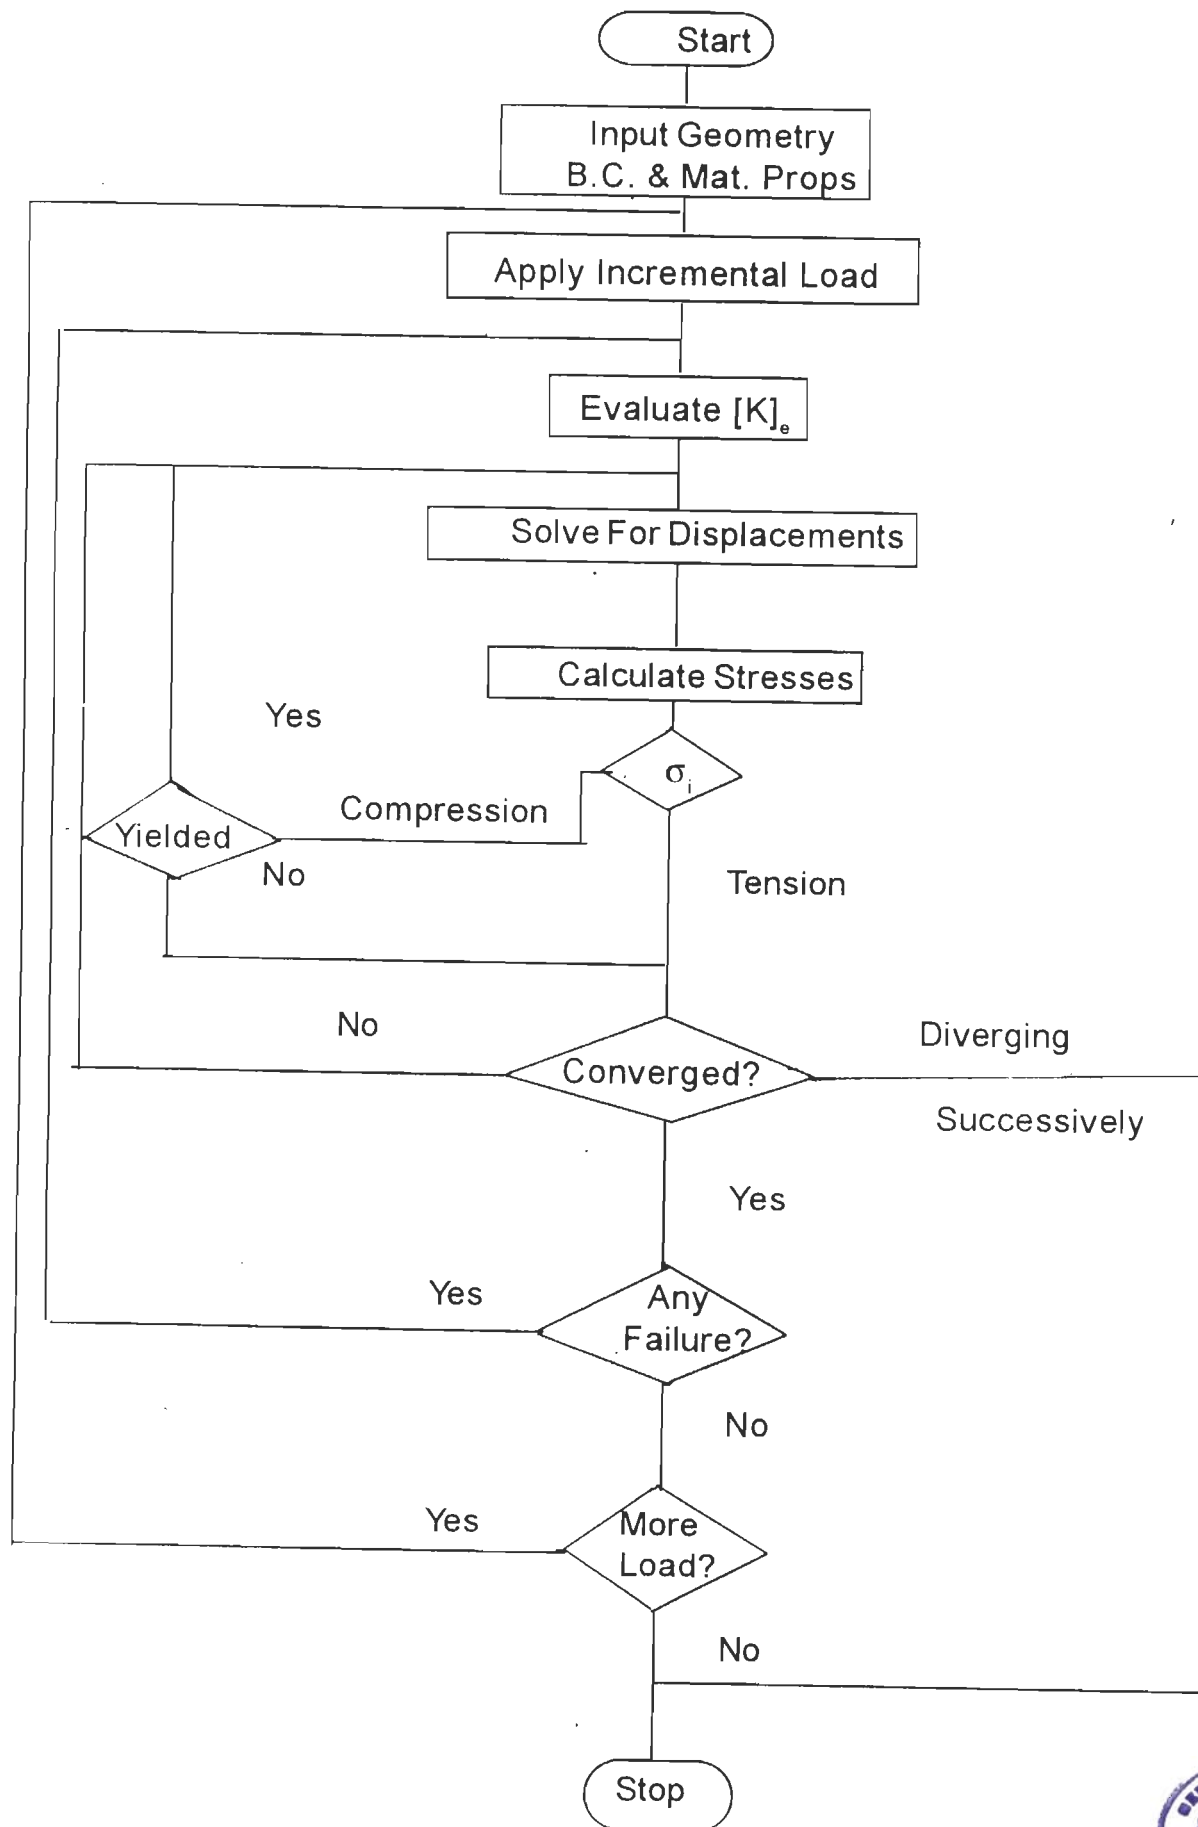 Start
Input Geometry
B.C. & Mat. Props
Apply Incremental Load
Evaluate [K]e
Solve For Displacements
Calculate Stresses
Yes
σi
Compression
Yielded
No
Tension
No
Diverging
Converged?
Successively
Yes
Yes
Any
Failure?
No
Yes
More
Load?
No
Stop